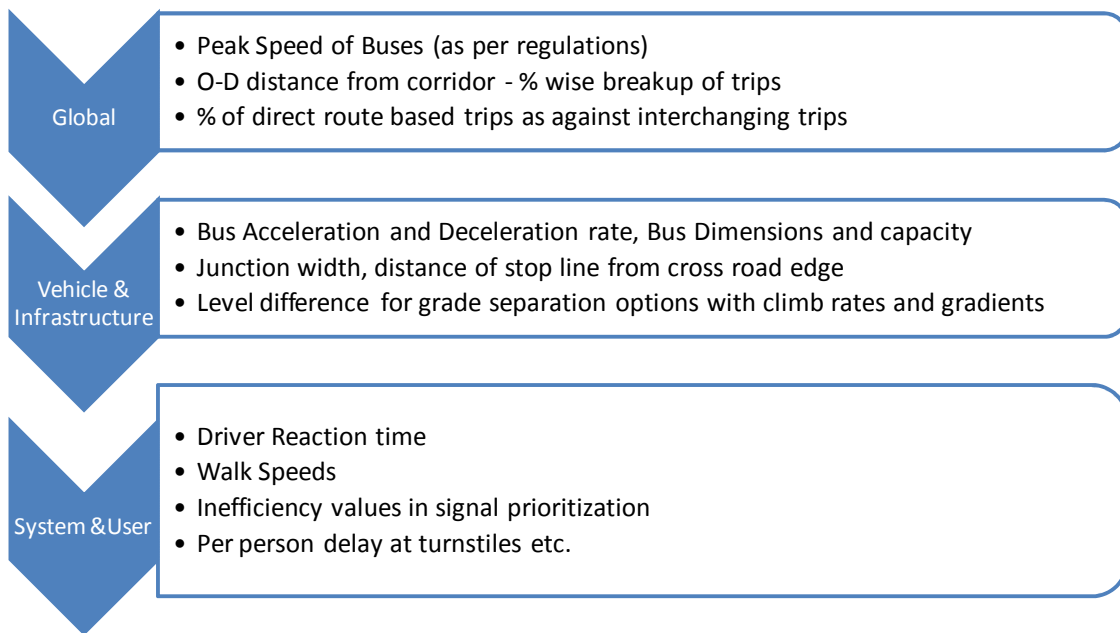 Global
• Peak Speed of Buses (as per regulations)
• O-D distance from corridor - % wise breakup of trips
• % of direct route based trips as against interchanging trips
Vehicle &
Infrastructure
• Bus Acceleration and Deceleration rate, Bus Dimensions and capacity
• Junction width, distance of stop line from cross road edge
• Level difference for grade separation options with climb rates and gradients
System &User
• Driver Reaction time
• Walk Speeds
• Inefficiency values in signal prioritization
• Per person delay at turnstiles etc.